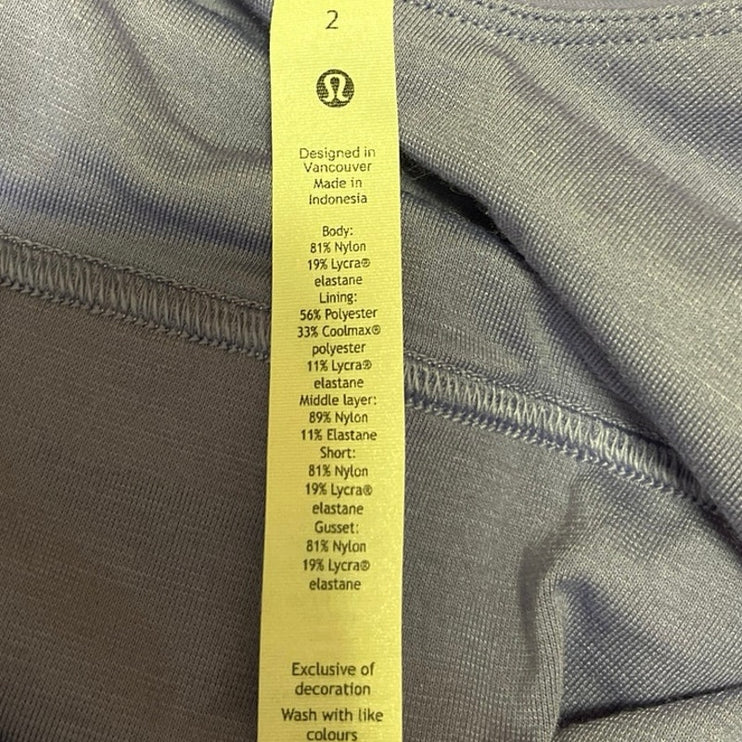 2
Designed in
Vancouver
Made in
Indonesia
Body:
81% Nylon
19% Lycra®
elastane
Lining:
56% Polyester
33% Coolmax®
polyester
11% Lycra®
elastane
Middle layer:
89% Nylon
11% Elastane
Short:
81% Nylon
19% Lycra®
elastane
Gusset:
81% Nylon
19% Lycra®
elastane
Exclusive of
decoration
Wash with like
colours